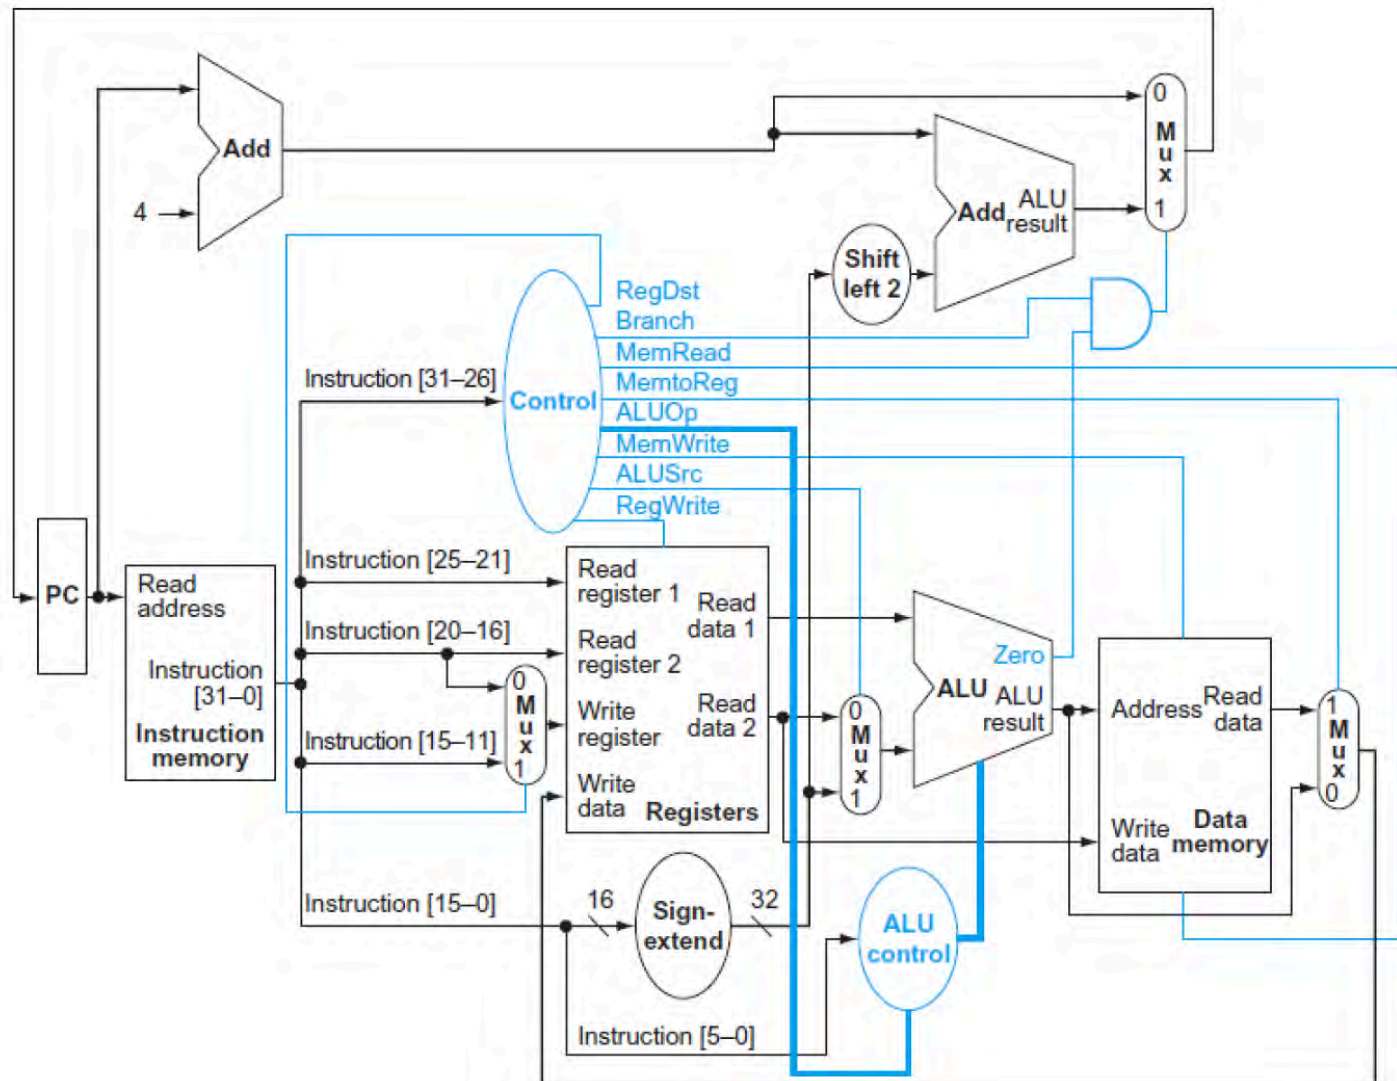 0
M
u
x
1
Add
4
Add
ALU
result
Shift
left 2
RegDst
Branch
MemRead
MemtoReg
ALUOp
MemWrite
ALUSrc
RegWrite
Control
Instruction [31–26]
Instruction [25–21]
Instruction [20–16]
Instruction [15–11]
Instruction [15–0]
Instruction [5–0]
PC
Read
address
Instruction
[31–0]
Instruction
memory
0
M
u
x
1
Read
register 1
Read
register 2
Write
register
Write
data
Read
data 1
Read
data 2
Registers
16
Sign-
extend
32
0
M
u
x
1
Zero
ALU
ALU
result
ALU
control
Address
Read
data
Write
data
Data
memory
1
M
u
x
0